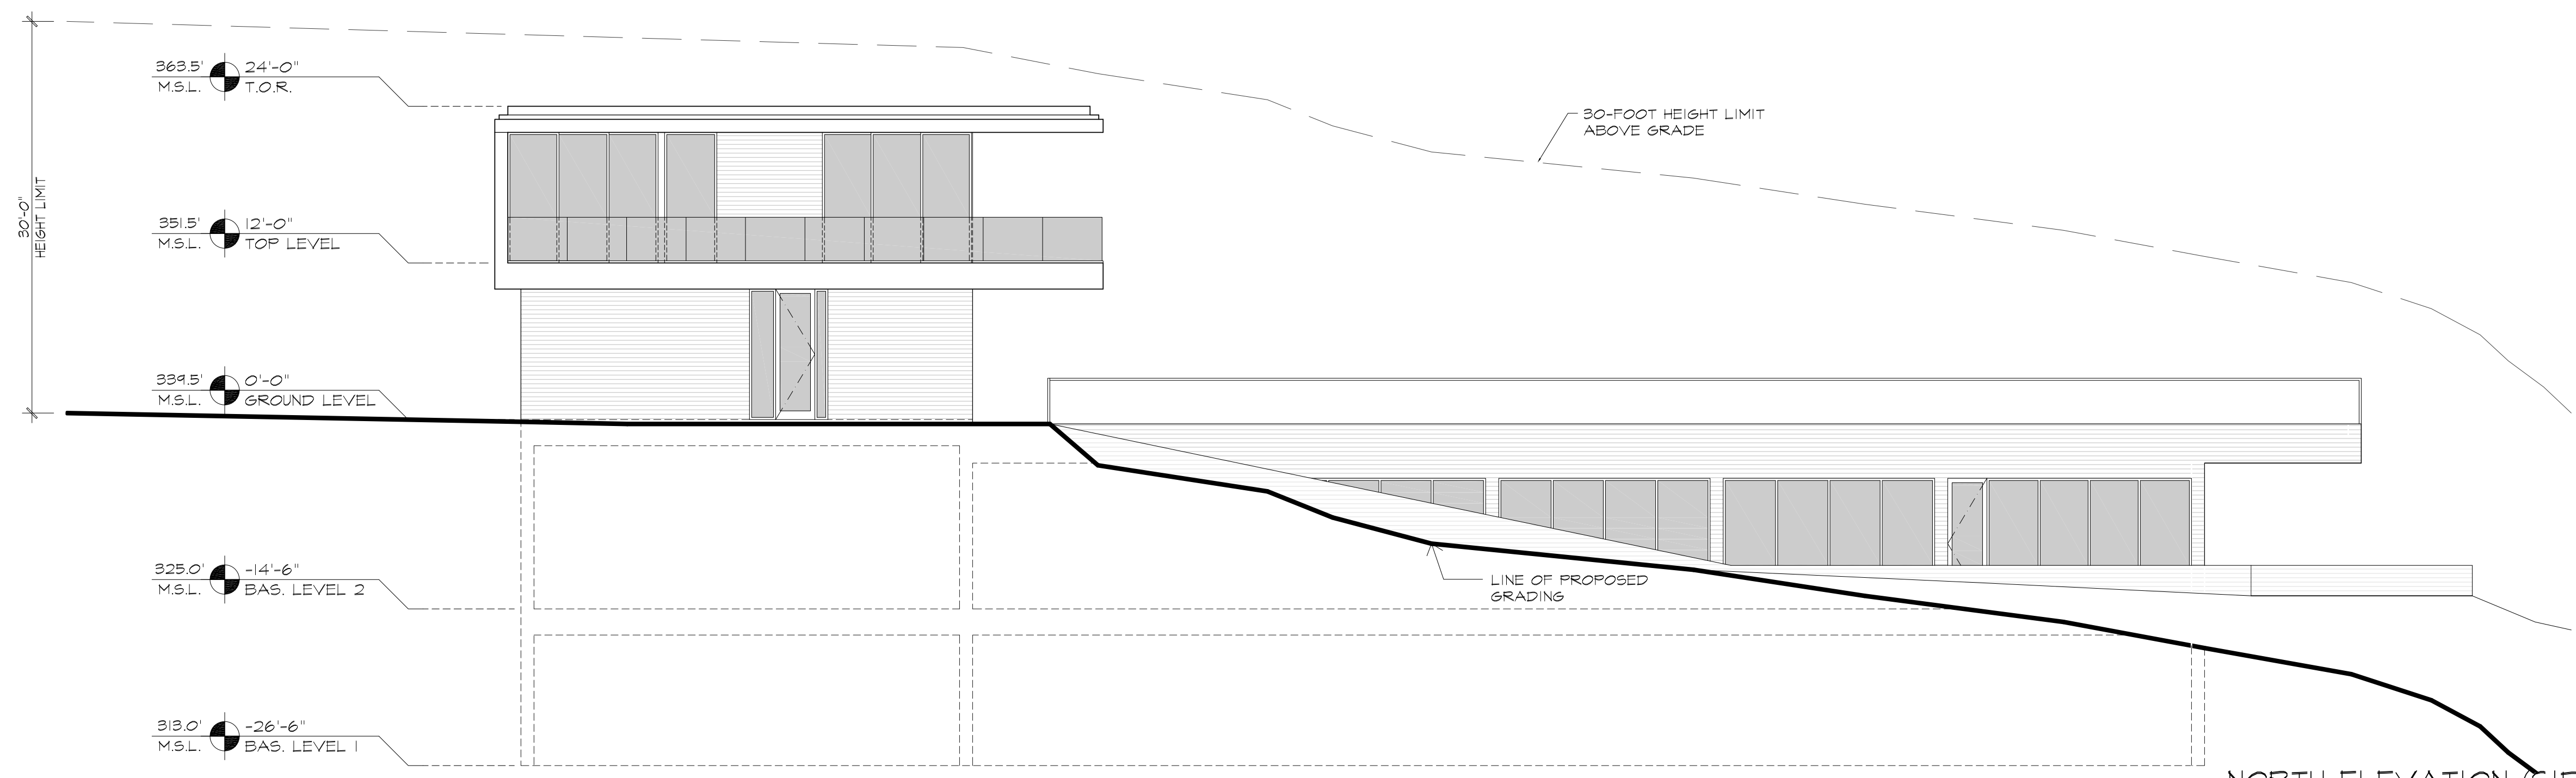 363.5' 24'-0"
M.S.L. T.O.R.
30-FOOT HEIGHT LIMIT
ABOVE GRADE
30'-0"
HEIGHT LIMIT
351.5' 12'-0"
M.S.L. TOP LEVEL
339.5' 0'-0"
M.S.L. GROUND LEVEL
325.0' -14'-6"
M.S.L. BAS. LEVEL 2
LINE OF PROPOSED
GRADING
313.0' -26'-6"
M.S.L. BAS. LEVEL 1
NORTH ELEVATION